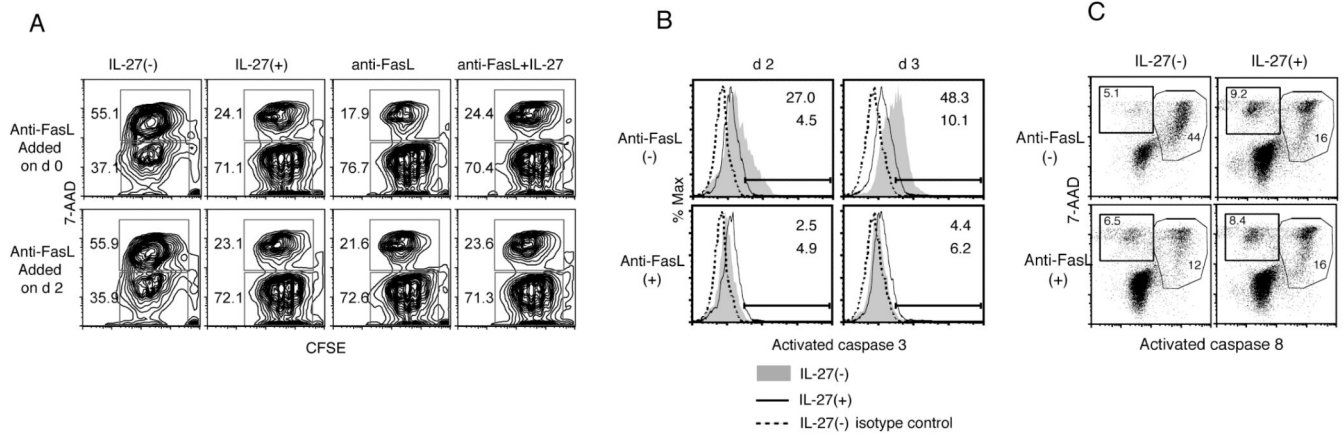 A
IL-27(-) IL-27(+) anti-FasL anti-FasL+IL-27
Anti-FasL
Added
on d 0
55.1 24.1 17.9 24.4
37.1 71.1 76.7 70.4
Anti-FasL
Added
on d 2
55.9 23.1 21.6 23.6
35.9 72.1 72.6 71.3
7-AAD
CFSE
B
d 2 d 3
Anti-FasL
(-)
27.0 48.3
4.5 10.1
Anti-FasL
(+)
2.5 4.4
4.9 6.2
% Max
Activated caspase 3
IL-27(-)
IL-27(+)
IL-27(-) isotype control
C
IL-27(-) IL-27(+)
Anti-FasL
(-)
5.1 9.2
44 16
Anti-FasL
(+)
6.5 8.4
12 16
7-AAD
Activated caspase 8